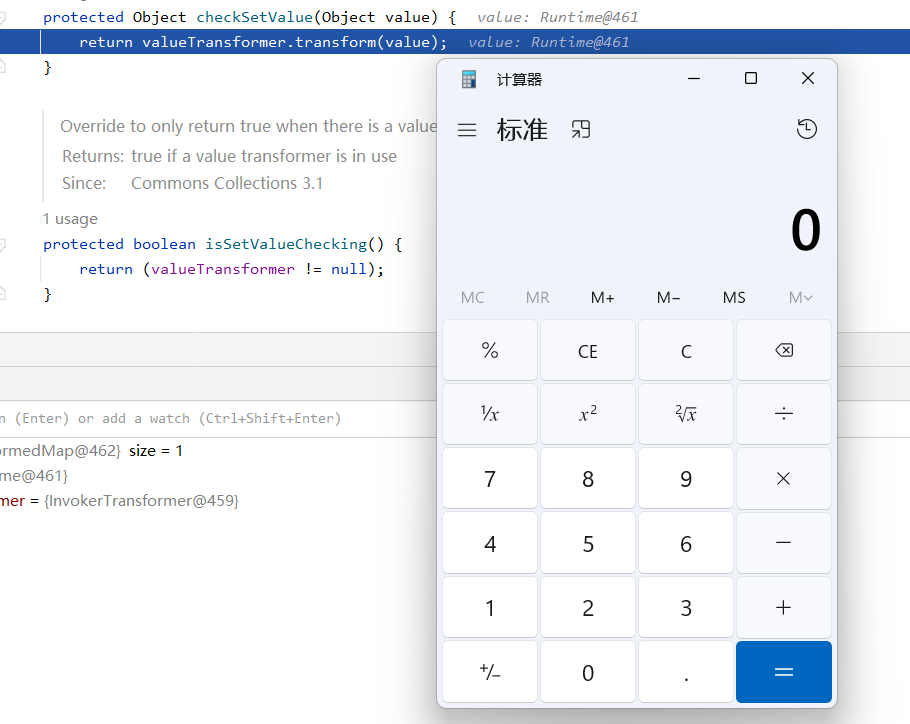 protected Object checkSetValue(Object value) { value: Runtime@461
return valueTransformer.transform(value); value: Runtime@461
}
Override to only return true when there is a value
Returns: true if a value transformer is in use
Since: Commons Collections 3.1
1 usage
protected boolean isSetValueChecking() {
return (valueTransformer != null);
}
n (Enter) or add a watch (Ctrl+Shift+Enter)
ormedMap@462} size = 1
me@461}
mer = {InvokerTransformer@459}
计算器
标准
0
MC MR M+ M− MS M
% CE C
¹/x x² ²√x ÷
7 8 9 ×
4 5 6 −
1 2 3 +
+/− 0 . =